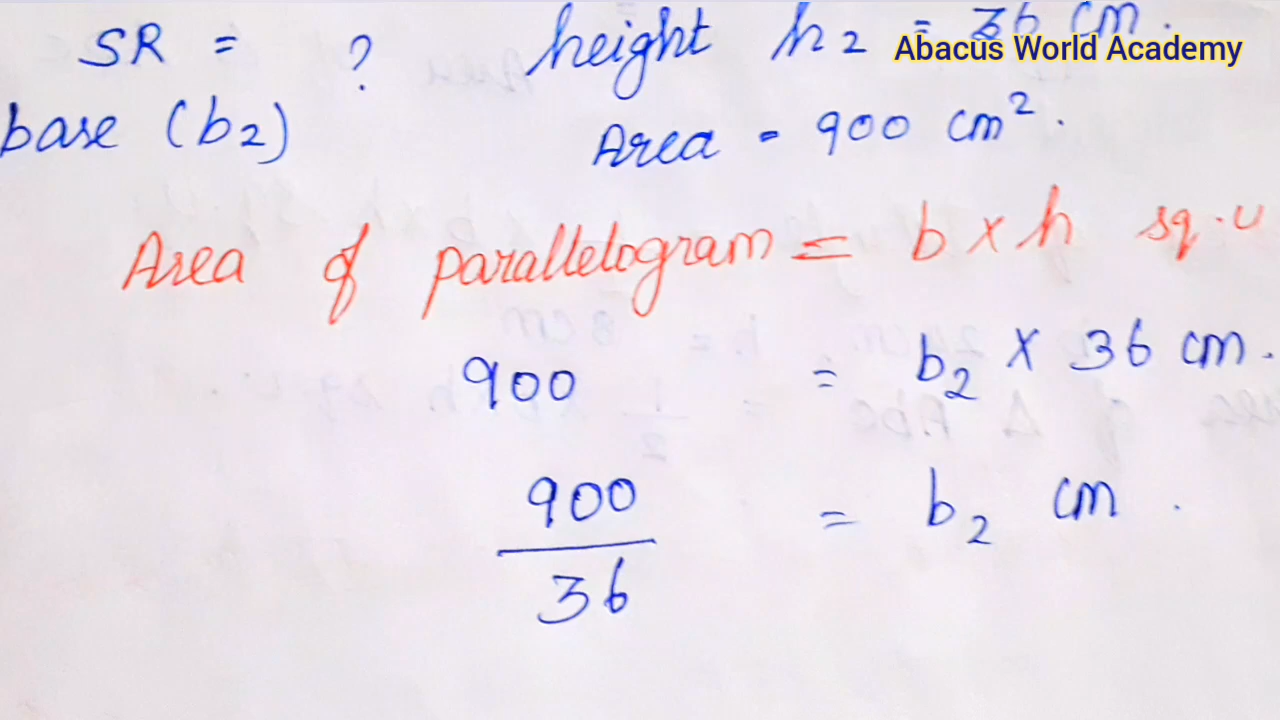 SR = ? height h2 = 36 cm.
Abacus World Academy
base (b2) Area = 900 cm².
Area of parallelogram = b × h sq.u
900 = b2 × 36 cm.
900/36 = b2 cm.